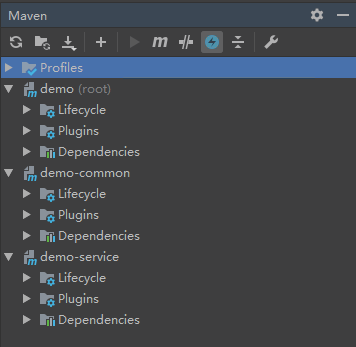 Maven
m
Profiles
demo (root)
Lifecycle
Plugins
Dependencies
demo-common
Lifecycle
Plugins
Dependencies
demo-service
Lifecycle
Plugins
Dependencies